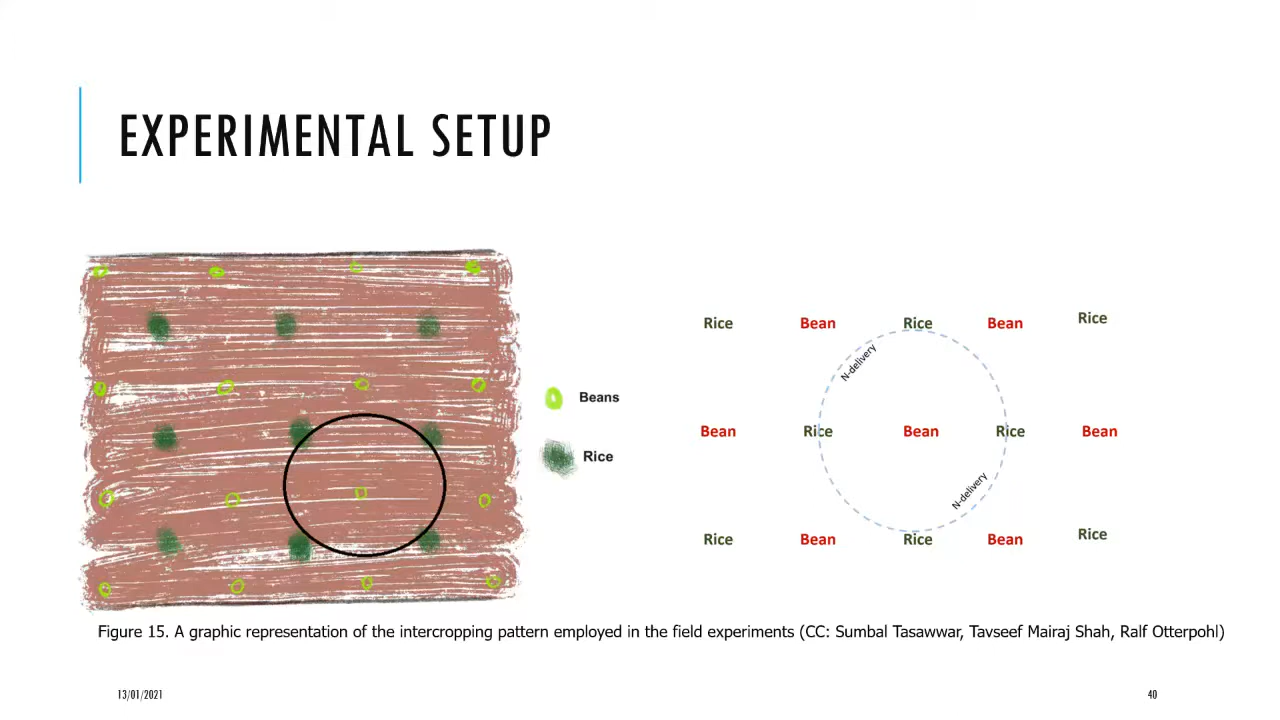 EXPERIMENTAL SETUP
Beans
Rice
Rice Bean Rice Bean Rice
N-delivery
Bean Rice Bean Rice Bean
N-delivery
Rice Bean Rice Bean Rice
Figure 15. A graphic representation of the intercropping pattern employed in the field experiments (CC: Sumbal Tasawwar, Tavseef Mairaj Shah, Ralf Otterpohl)
13/01/2021
40